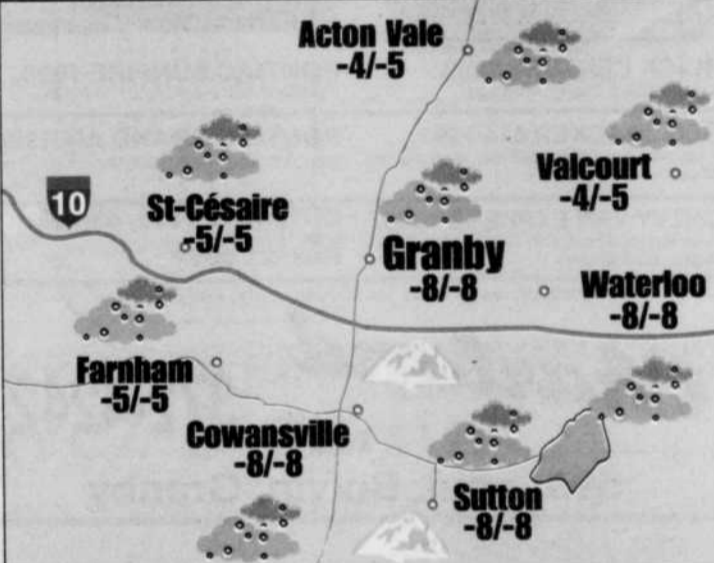 Acton Vale
-4/-5
Valcourt
-4/-5
10
St-Césaire
-5/-5
Granby
-8/-8
Waterloo
-8/-8
Farnham
-5/-5
Cowansville
-8/-8
Sutton
-8/-8